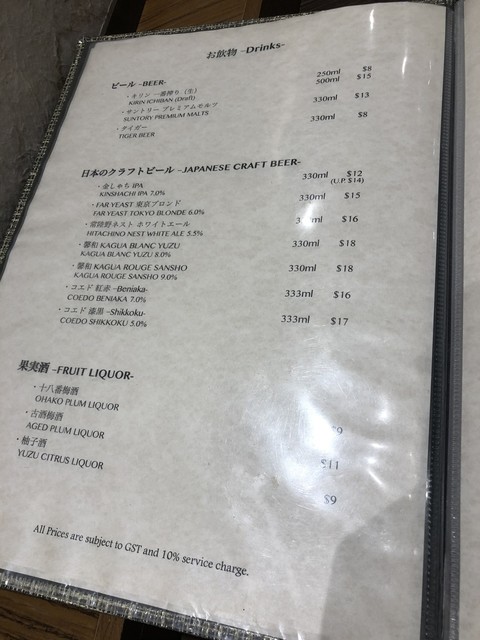 お飲物 -Drinks-
ビール -BEER-
・キリン 一番搾り (生) 250ml $8
KIRIN ICHIBAN (Draft) 500ml $15
・サントリー プレミアムモルツ 330ml $13
SUNTORY PREMIUM MALTS
・タイガー 330ml $8
TIGER BEER
日本のクラフトビール -JAPANESE CRAFT BEER-
・金しゃち IPA 330ml $12
KINSHACHI IPA 7.0% (U.P. $14)
・FAR YEAST 東京ブロンド 330ml $15
FAR YEAST TOKYO BLONDE 6.0%
・常陸野ネスト ホワイトエール $16
HITACHINO NEST WHITE ALE 5.5%
・馨和 KAGUA BLANC YUZU 330ml $18
KAGUA BLANC YUZU 8.0%
・馨和 KAGUA ROUGE SANSHO 330ml $18
KAGUA ROUGE SANSHO 9.0%
・コエド 紅赤 -Beniaka- 333ml $16
COEDO BENIAKA 7.0%
・コエド 漆黒 -Shikkoku- 333ml $17
COEDO SHIKKOKU 5.0%
果実酒 -FRUIT LIQUOR-
・十八番梅酒
OHAKO PLUM LIQUOR
・古酒梅酒
AGED PLUM LIQUOR $11
・柚子酒
YUZU CITRUS LIQUOR $9
All Prices are subject to GST and 10% service charge.